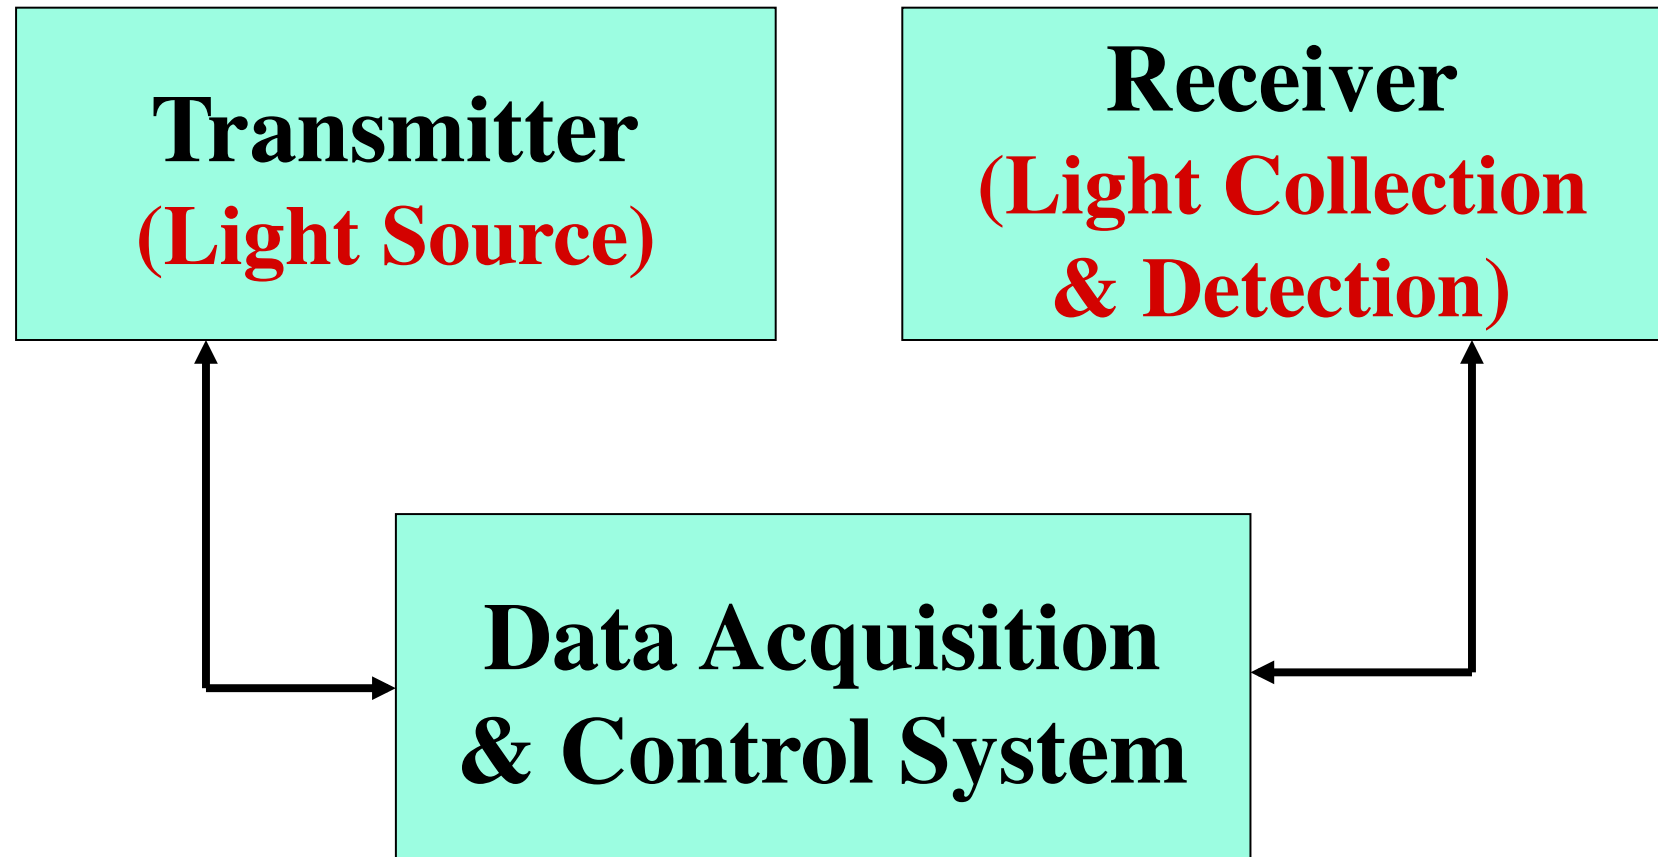 Transmitter
(Light Source)
Receiver
(Light Collection
& Detection)
Data Acquisition
& Control System